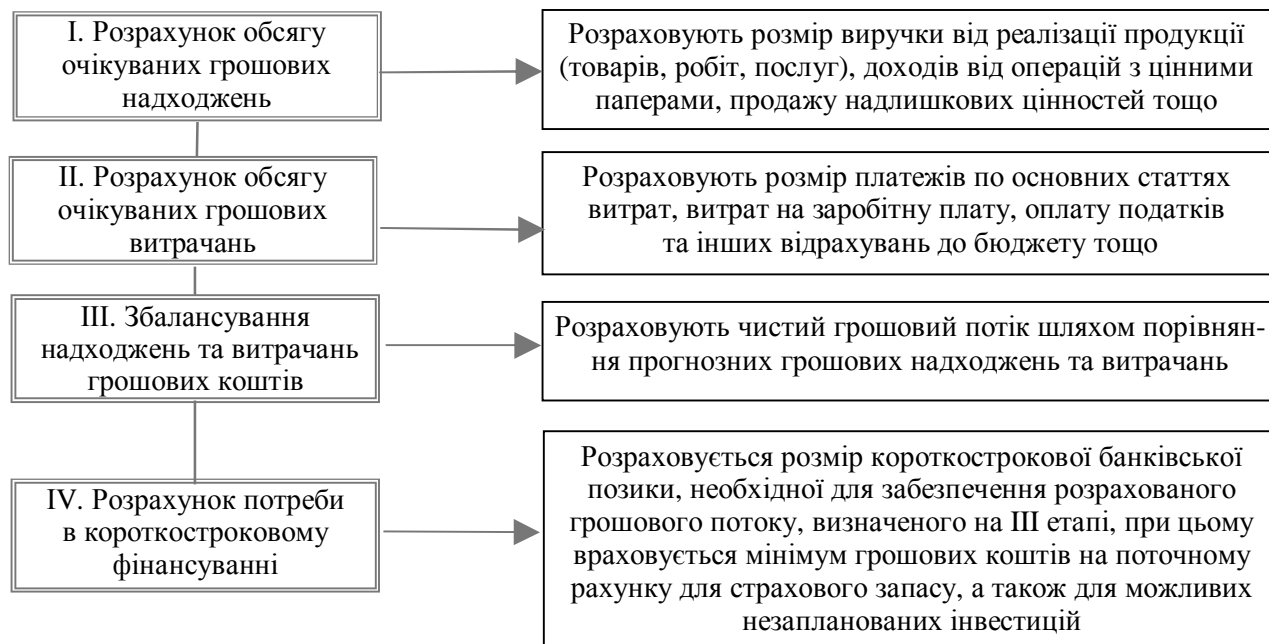 I. Розрахунок обсягу
очікуваних грошових
надходжень
Розраховують розмір виручки від реалізації продукції
(товарів, робіт, послуг), доходів від операцій з цінними
паперами, продажу надлишкових цінностей тощо
II. Розрахунок обсягу
очікуваних грошових
витрачань
Розраховують розмір платежів по основних статтях
витрат, витрат на заробітну плату, оплату податків
та інших відрахувань до бюджету тощо
III. Збалансування
надходжень та витрачань
грошових коштів
Розраховують чистий грошовий потік шляхом порівнян-
ня прогнозних грошових надходжень та витрачань
IV. Розрахунок потреби
в короткостроковому
фінансуванні
Розраховується розмір короткострокової банківської
позики, необхідної для забезпечення розрахованого
грошового потоку, визначеного на III етапі, при цьому
враховується мінімум грошових коштів на поточному
рахунку для страхового запасу, а також для можливих
незапланованих інвестицій